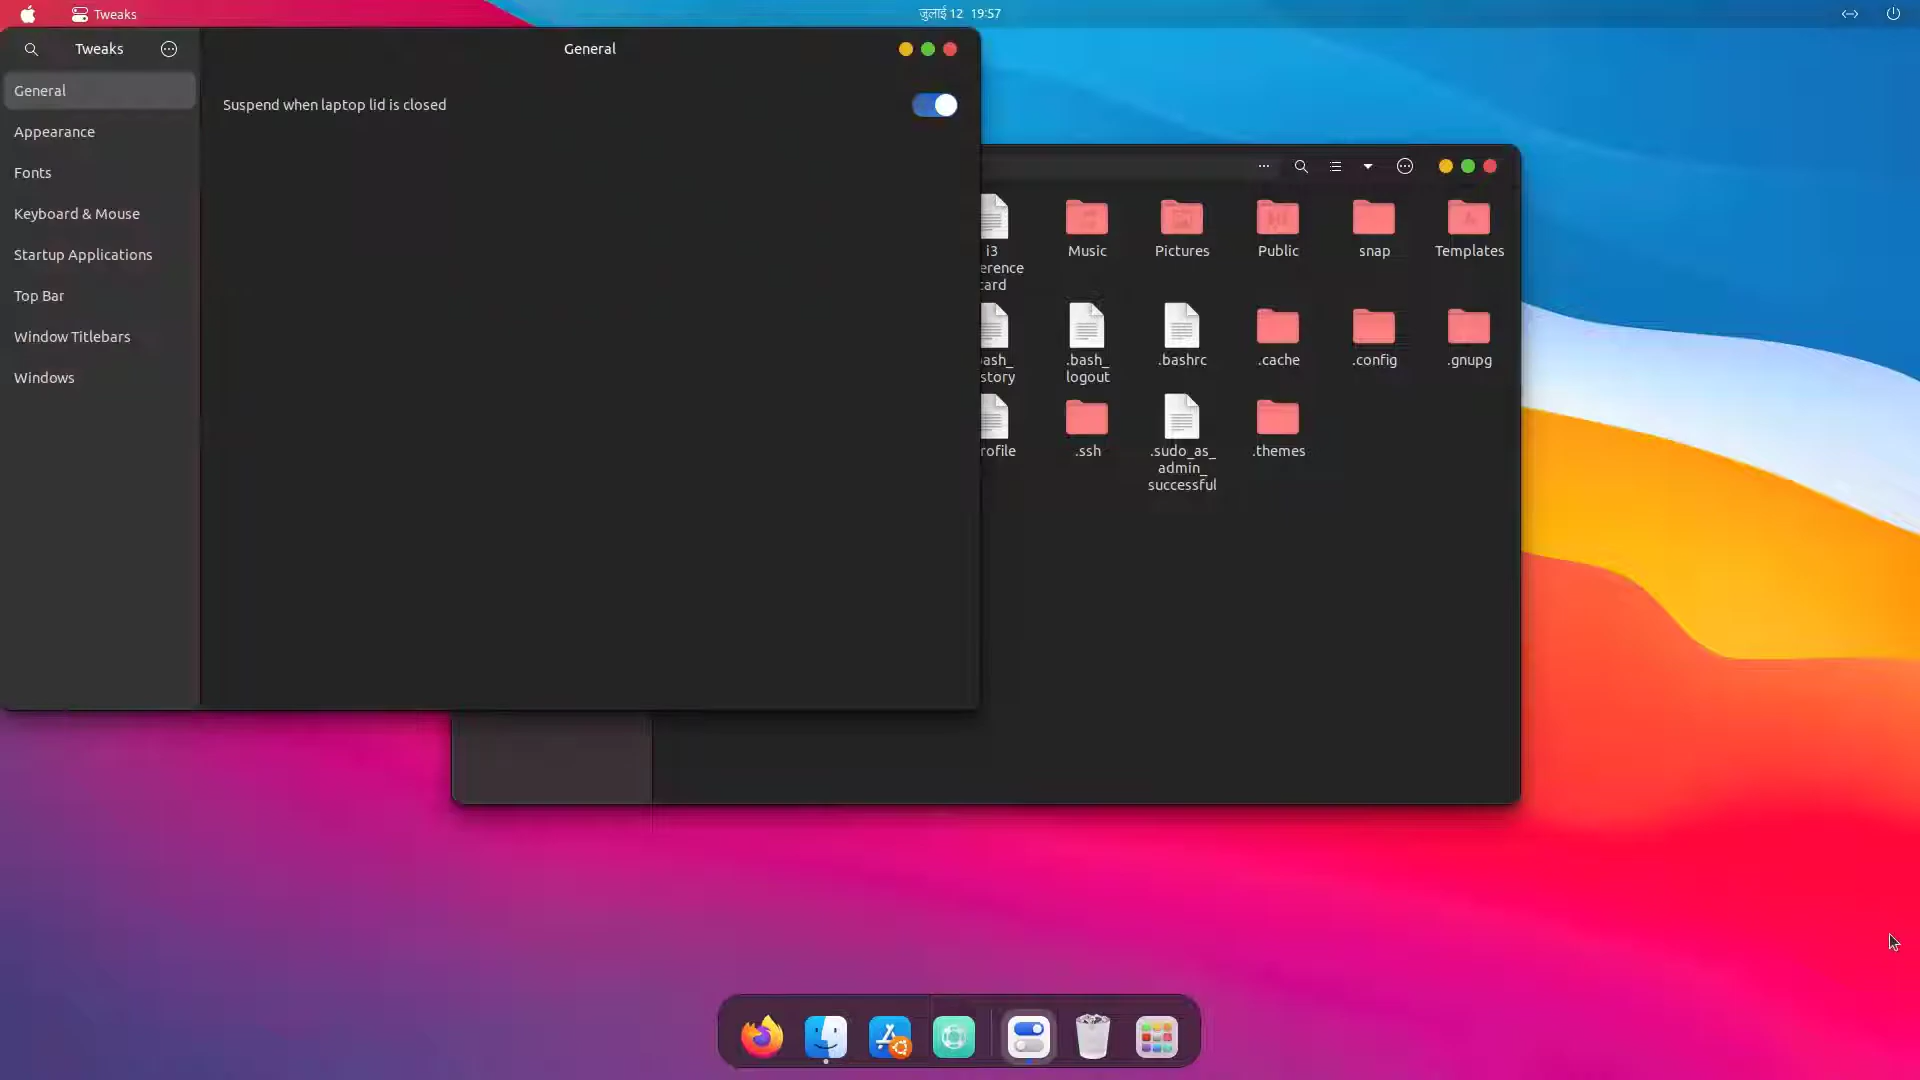 Tweaks
जुलाई 12 19:57
Tweaks
General
General
Appearance
Fonts
Keyboard & Mouse
Startup Applications
Top Bar
Window Titlebars
Windows
Suspend when laptop lid is closed
i3
erence
card
Music
Pictures
Public
snap
Templates
ash_
story
.bash_
logout
.bashrc
.cache
.config
.gnupg
rofile
.ssh
.sudo_as_
admin_
successful
.themes